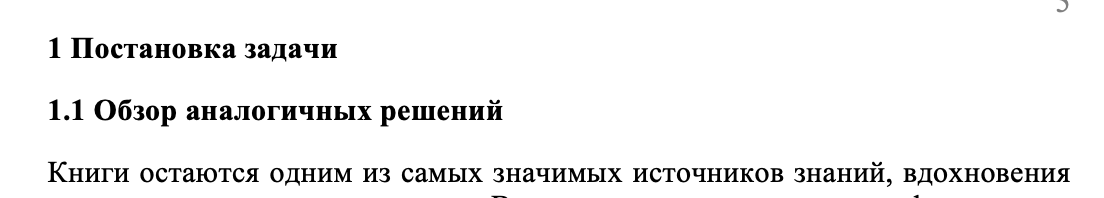 1 Постановка задачи
1.1 Обзор аналогичных решений
Книги остаются одним из самых значимых источников знаний, вдохновения